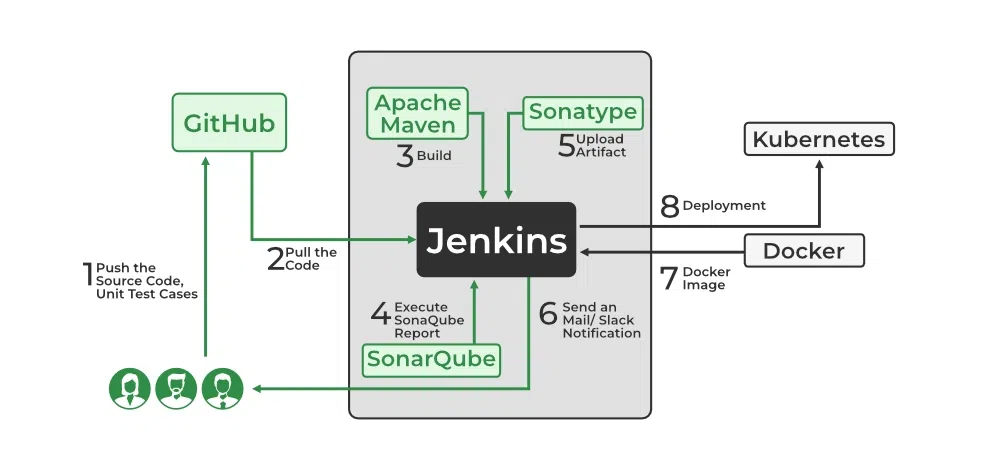 GitHub
1 Push the
Source Code,
Unit Test Cases
2 Pull the
Code
Apache
Maven
3 Build
Sonatype
5 Upload
Artifact
Jenkins
4 Execute
SonaQube
Report
SonarQube
6 Send an
Mail/ Slack
Notification
Kubernetes
8 Deployment
Docker
7 Docker
Image